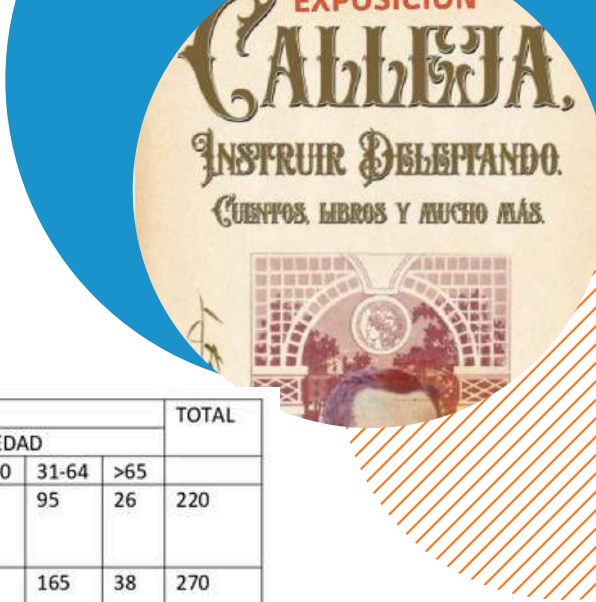 EXPOSICIÓN
CALLEJA,
INSTRUIR DELEITANDO.
CUENTOS, LIBROS Y MUCHO MÁS.
TOTAL
EDAD
0 31-64 >65
95 26 220
165 38 270